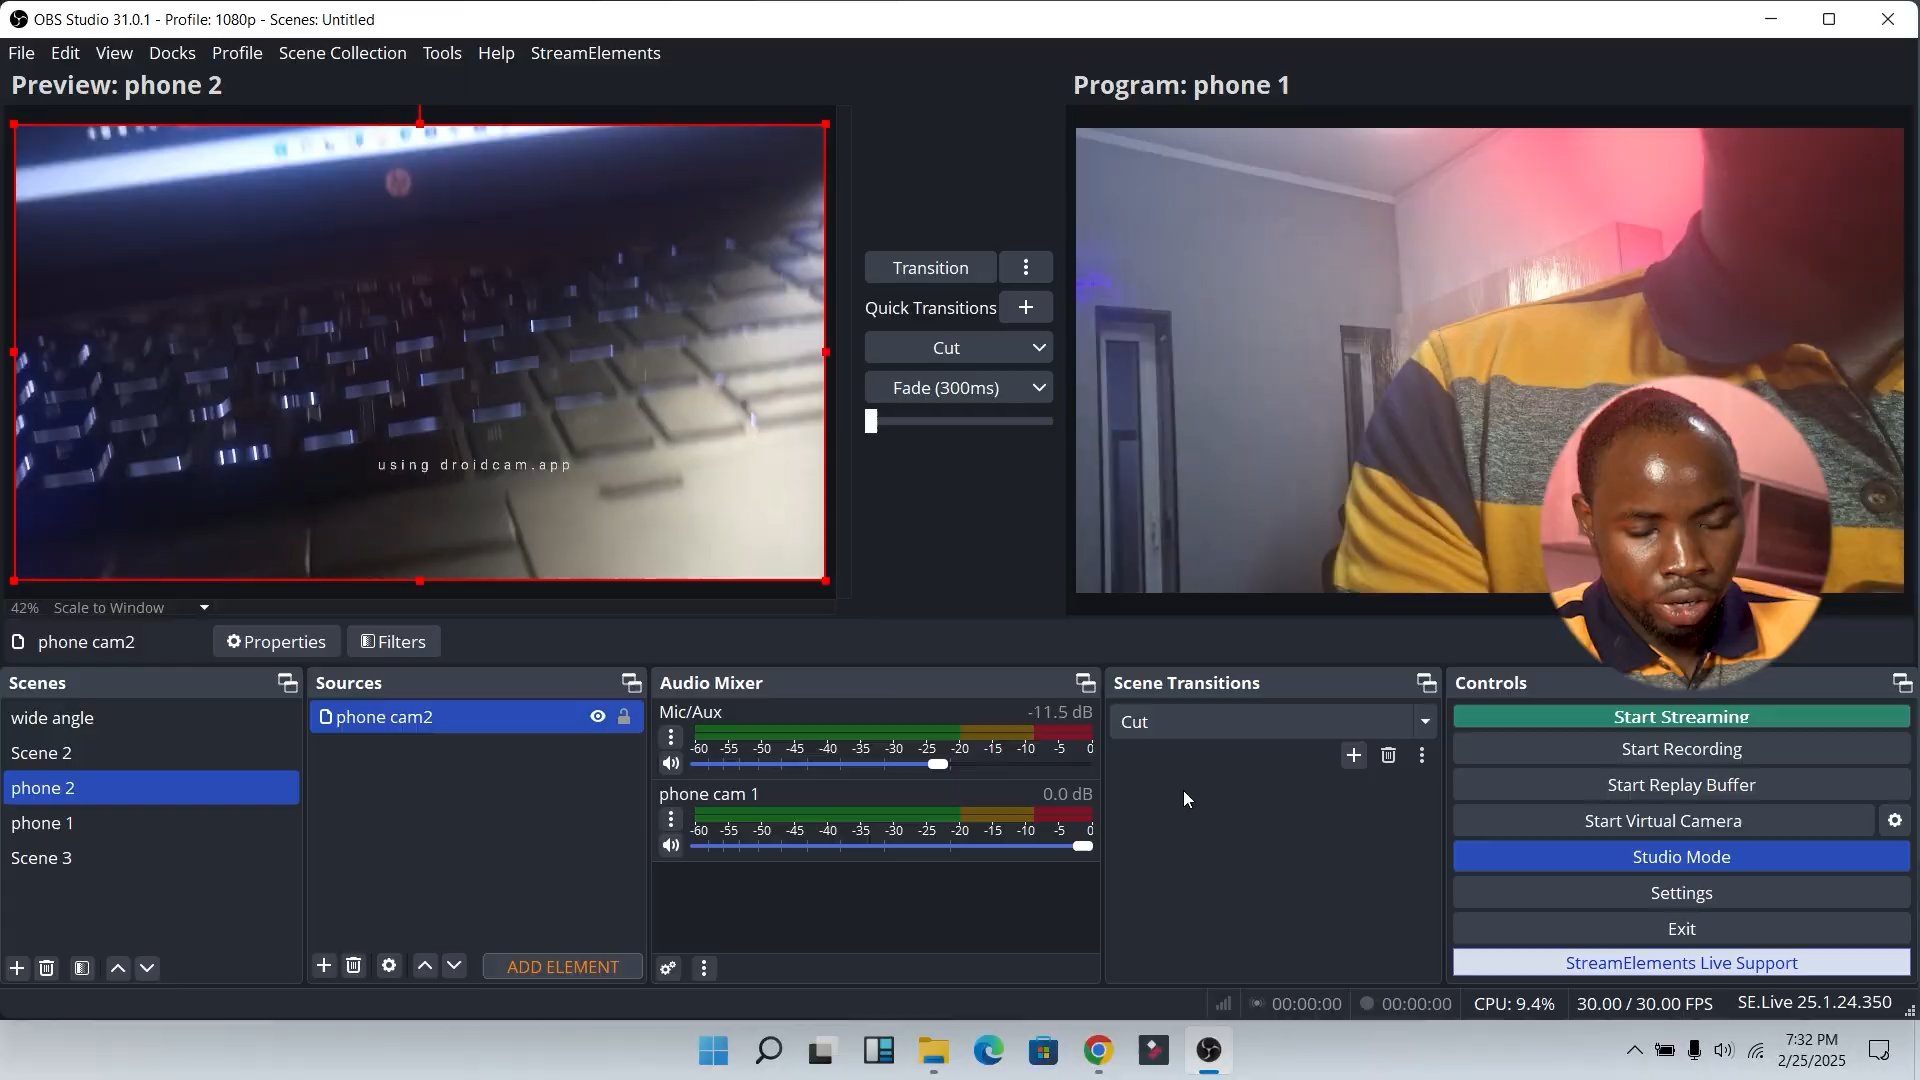 OBS Studio 31.0.1 - Profile: 1080p - Scenes: Untitled
File Edit View Docks Profile Scene Collection Tools Help StreamElements
Preview: phone 2
Program: phone 1
using droidcam.app
Transition
Quick Transitions
Cut
Fade (300ms)
42% Scale to Window
phone cam2 Properties Filters
Scenes
wide angle
Scene 2
phone 2
phone 1
Scene 3
Sources
phone cam2
ADD ELEMENT
Audio Mixer
Mic/Aux -11.5 dB
-60 -55 -50 -45 -40 -35 -30 -25 -20 -15 -10 -5 0
phone cam 1 0.0 dB
-60 -55 -50 -45 -40 -35 -30 -25 -20 -15 -10 -5 0
Scene Transitions
Cut
Controls
Start Streaming
Start Recording
Start Replay Buffer
Start Virtual Camera
Studio Mode
Settings
Exit
StreamElements Live Support
00:00:00 00:00:00 CPU: 9.4% 30.00 / 30.00 FPS SE.Live 25.1.24.350
7:32 PM
2/25/2025